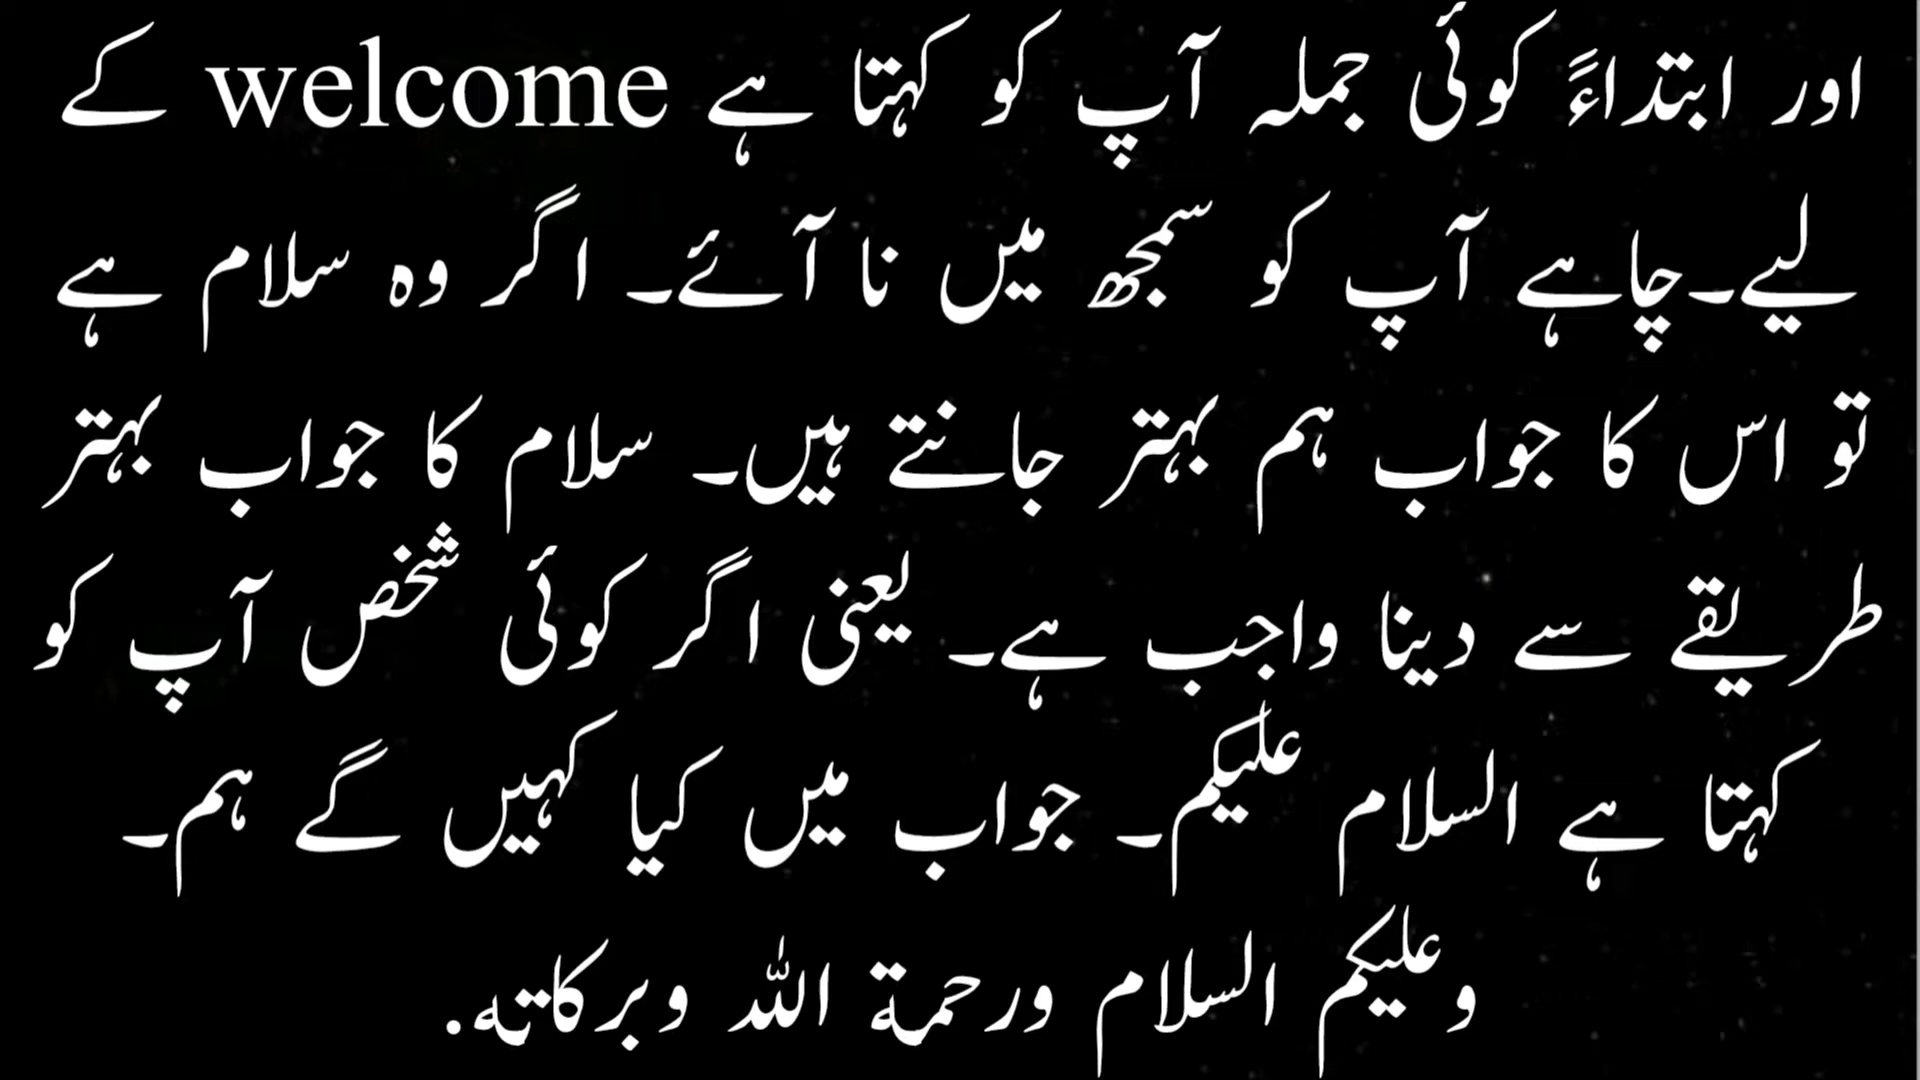 اور ابتداءً کوئی جملہ آپ کو کہتا ہے welcome کے
لیے۔چاہے آپ کو سمجھ میں نا آئے۔ اگر وہ سلام ہے
تو اس کا جواب ہم بہتر جانتے ہیں۔ سلام کا جواب بہتر
طریقے سے دینا واجب ہے۔ یعنی اگر کوئی شخص آپ کو
کہتا ہے السلام علیکم۔ جواب میں کیا کہیں گے ہم۔
وعلیکم السلام ورحمة اللہ وبرکاته.